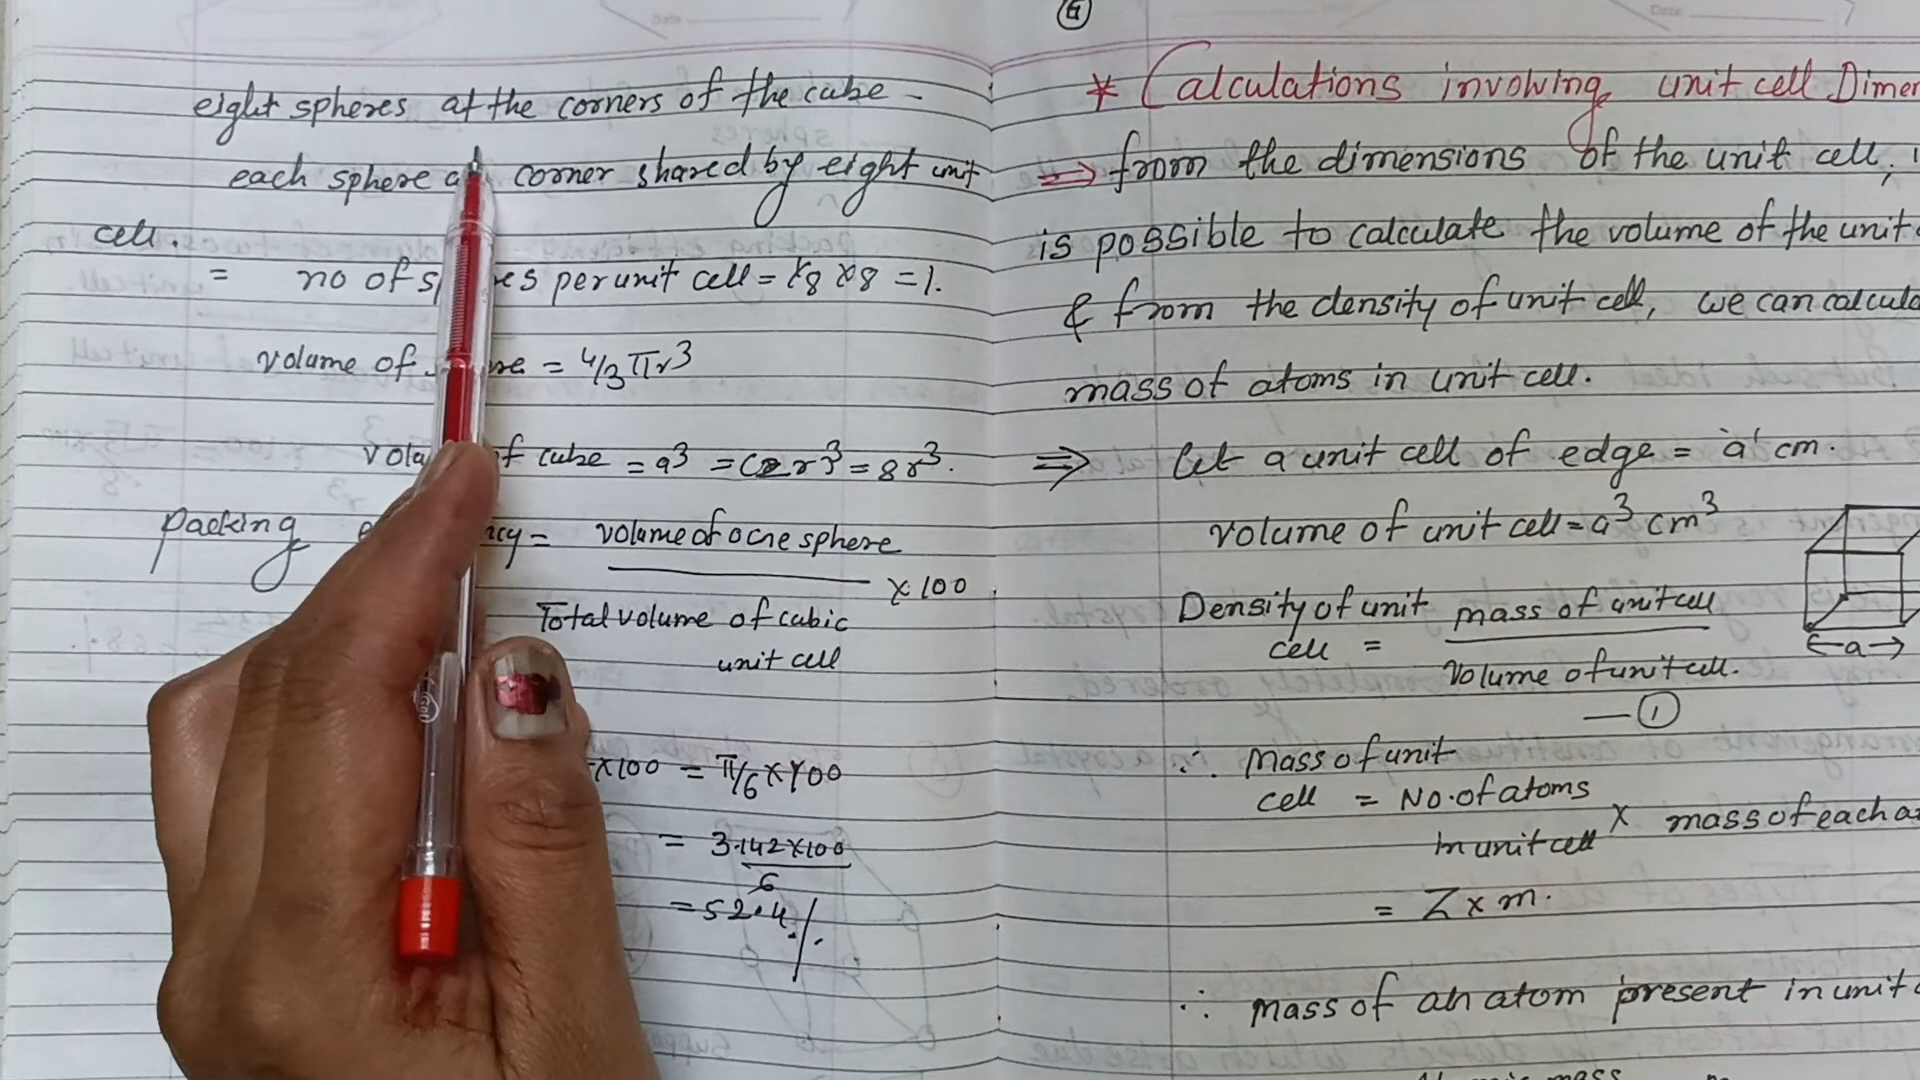 eight spheres at the corners of the cube -
each sphere corner shared by eight unit
cell.
= no of per unit cell = 1/8 x 8 = 1.
volume of = 4/3 πr3
of cube = a3 = (2r)3 = 8r3.
Packing = volume of one sphere
x 100
Total volume of cubic
unit cell
x100 = π/6 x 100
= 3.142 x 100
6
= 52.4 %
* Calculations involving unit cell
=> from the dimensions of the unit cell,
is possible to calculate the volume of the unit
& from the density of unit cell, we can
mass of atoms in unit cell.
=> let a unit cell of edge = 'a' cm.
volume of unit cell = a3 cm3
Density of unit mass of unit cell
cell =
Volume of unit cell.
— 1
a
∴ Mass of unit
cell = No. of atoms
in unit cell x mass of each
= Z x m.
∴ mass of an atom present in unit